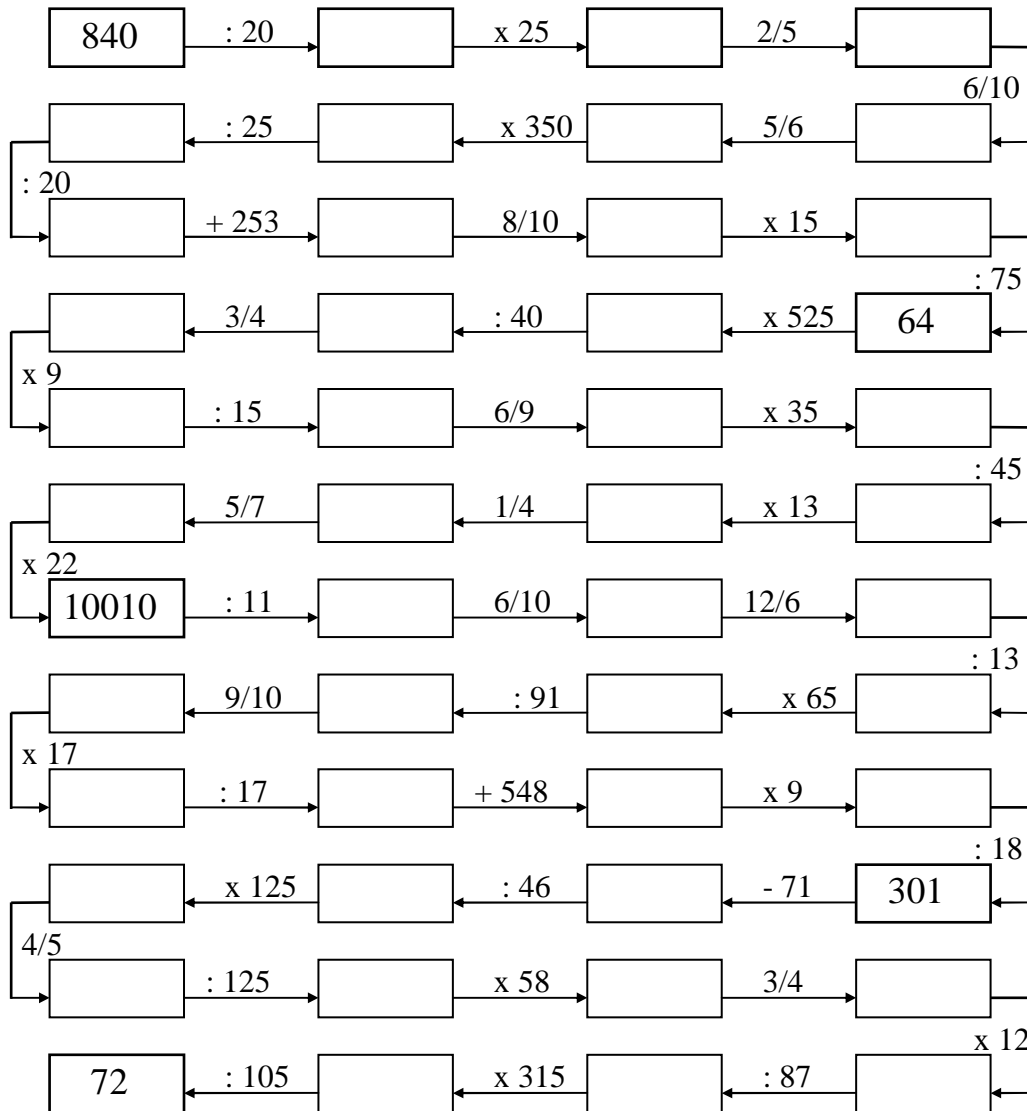 840 : 20 x 25 2/5
6/10
: 25 x 350 5/6
: 20
+ 253 8/10 x 15
: 75
3/4 : 40 x 525 64
x 9
: 15 6/9 x 35
: 45
5/7 1/4 x 13
x 22
10010 : 11 6/10 12/6
: 13
9/10 : 91 x 65
x 17
: 17 + 548 x 9
: 18
x 125 : 46 - 71 301
4/5
: 125 x 58 3/4
x 12
72 : 105 x 315 : 87